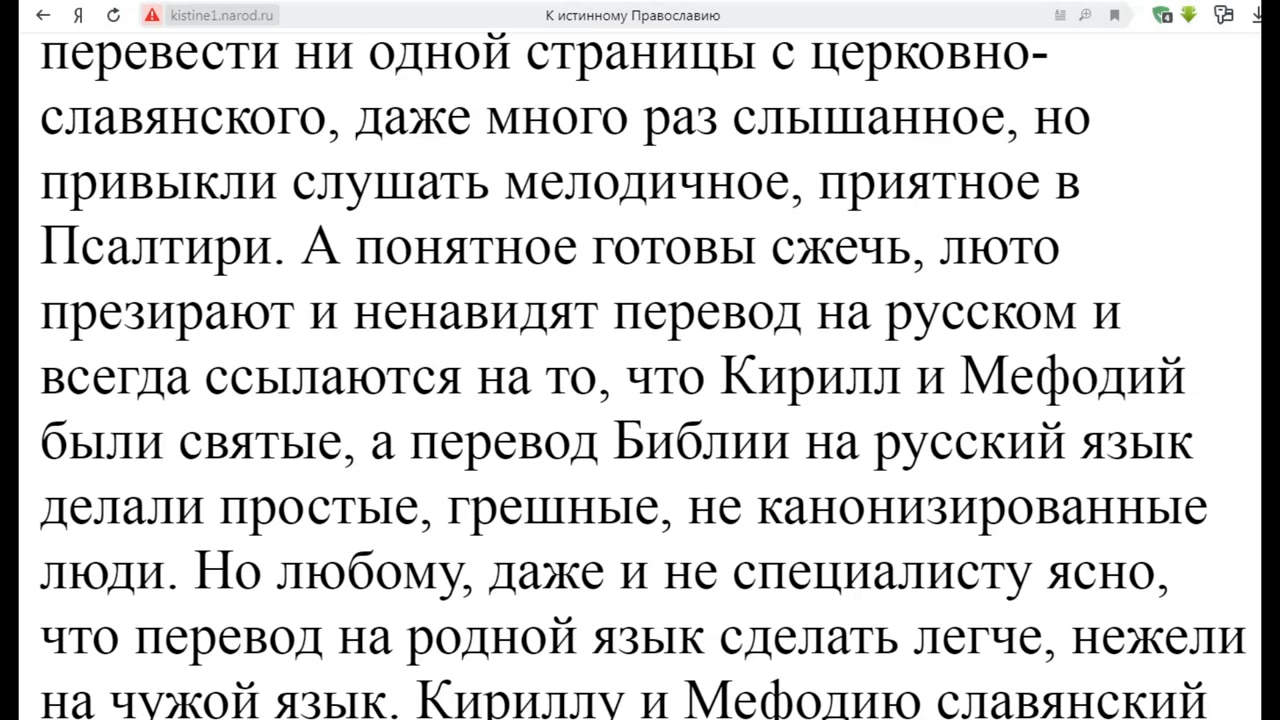 kistine1.narod.ru
К истинному Православию
4
перевести ни одной страницы с церковно-
славянского, даже много раз слышанное, но
привыкли слушать мелодичное, приятное в
Псалтири. А понятное готовы сжечь, люто
презирают и ненавидят перевод на русском и
всегда ссылаются на то, что Кирилл и Мефодий
были святые, а перевод Библии на русский язык
делали простые, грешные, не канонизированные
люди. Но любому, даже и не специалисту ясно,
что перевод на родной язык сделать легче, нежели
на чужой язык. Кириллу и Мефодию славянский